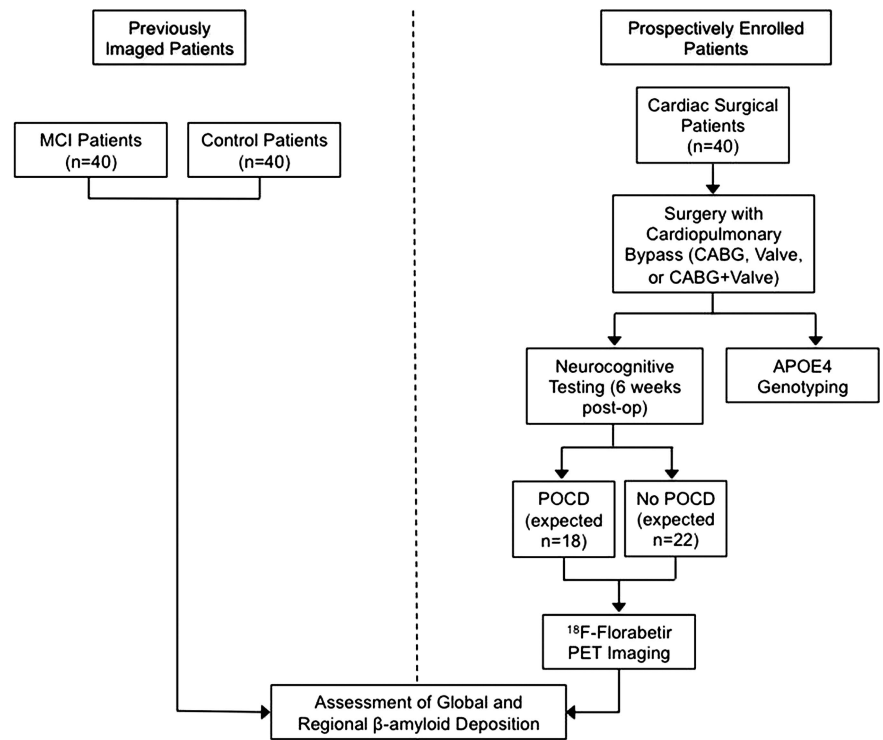 Previously
Imaged Patients
Prospectively Enrolled
Patients
MCI Patients
(n=40)
Control Patients
(n=40)
Cardiac Surgical
Patients
(n=40)
Surgery with
Cardiopulmonary
Bypass (CABG, Valve,
or CABG+Valve)
Neurocognitive
Testing (6 weeks
post-op)
APOE4
Genotyping
POCD
(expected
n=18)
No POCD
(expected
n=22)
¹⁸F-Florabetir
PET Imaging
Assessment of Global and
Regional β-amyloid Deposition